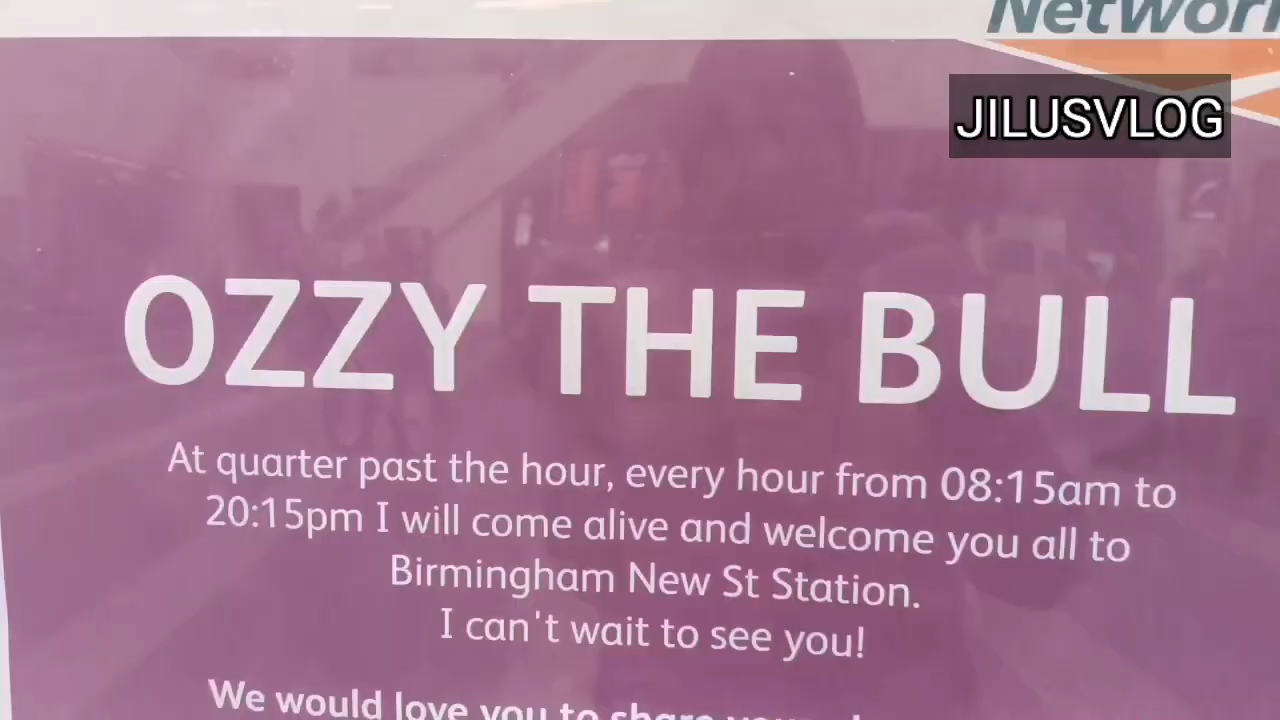 Network
JILUSVLOG
OZZY THE BULL
At quarter past the hour, every hour from 08:15am to
20:15pm I will come alive and welcome you all to
Birmingham New St Station.
I can't wait to see you!
We would love you to share your